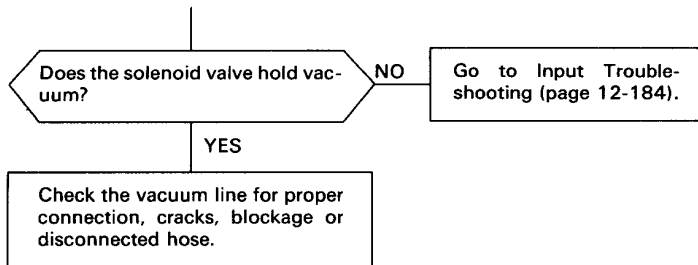 Does the solenoid valve hold vac-
uum?
NO
Go to Input Trouble-
shooting (page 12-184).
YES
Check the vacuum line for proper
connection, cracks, blockage or
disconnected hose.